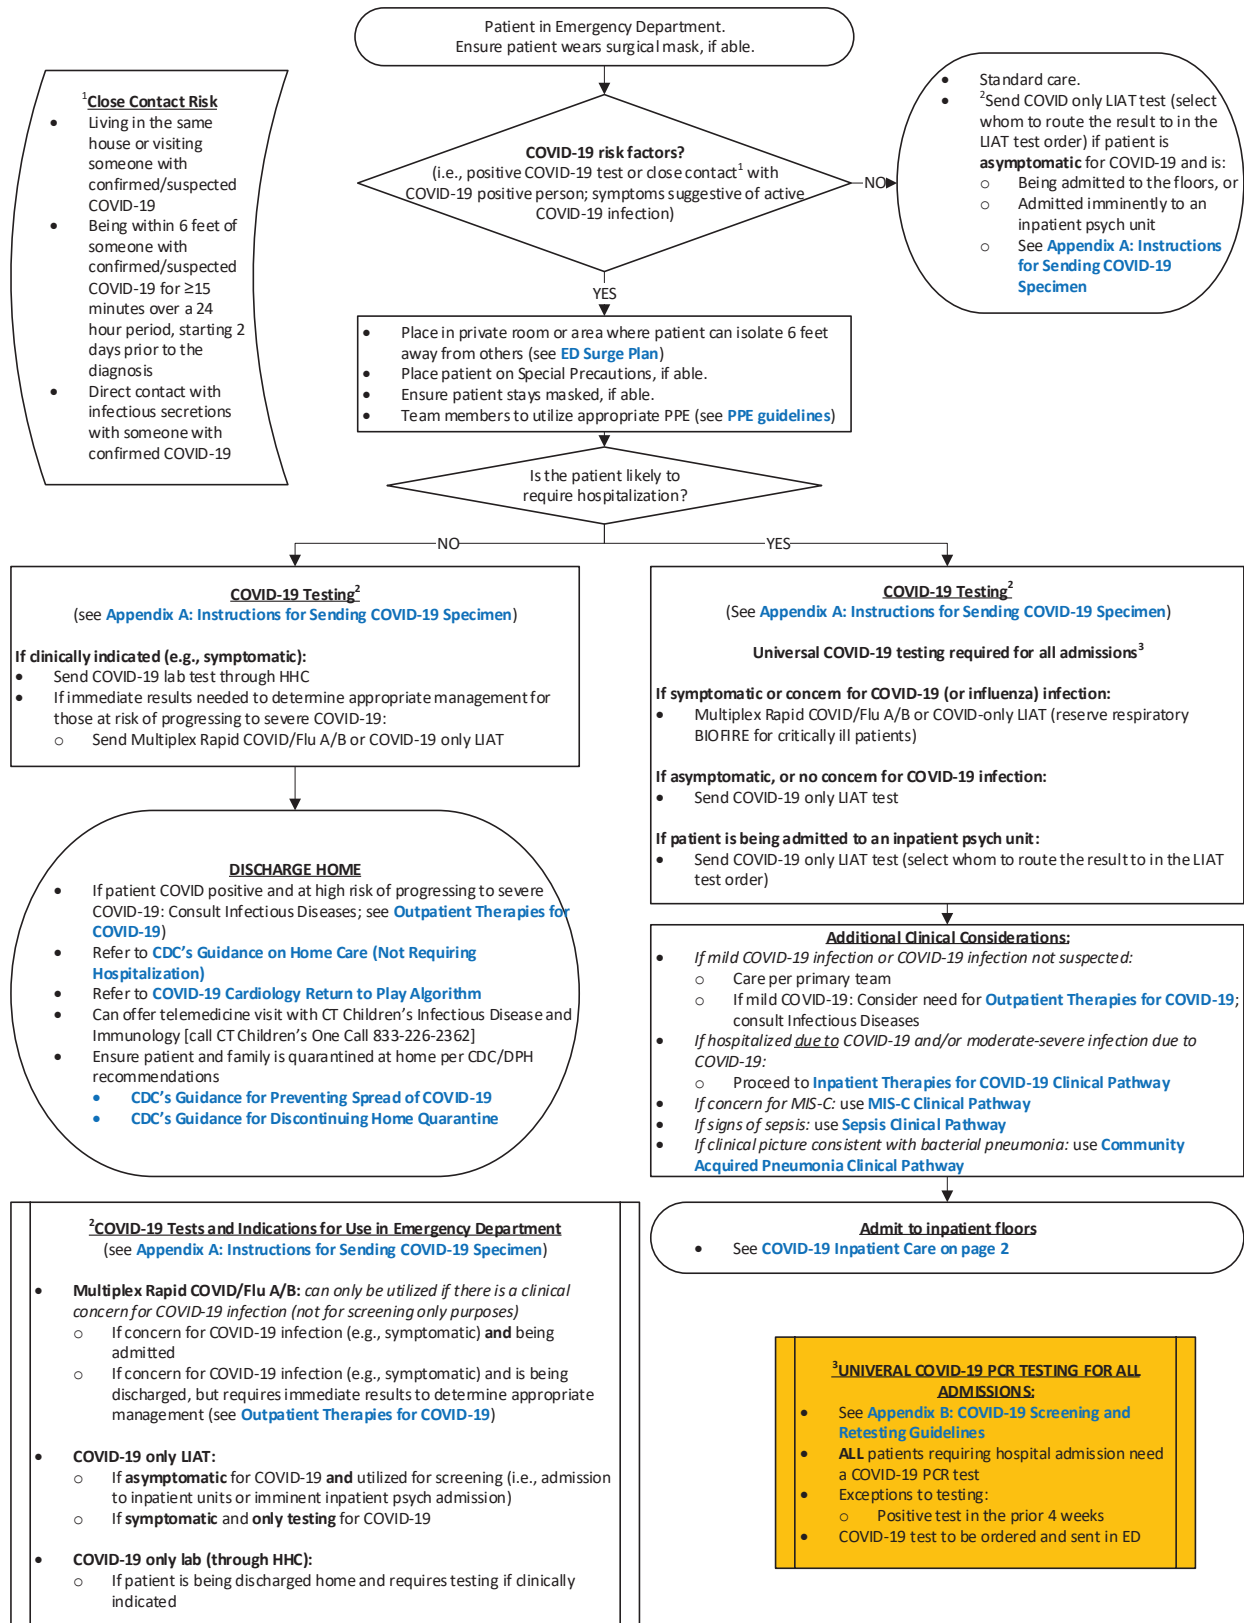 Patient in Emergency Department.
Ensure patient wears surgical mask, if able.
¹Close Contact Risk
• Living in the same
house or visiting
someone with
confirmed/suspected
COVID-19
• Being within 6 feet of
someone with
confirmed/suspected
COVID-19 for ≥15
minutes over a 24
hour period, starting 2
days prior to the
diagnosis
• Direct contact with
infectious secretions
with someone with
confirmed COVID-19
COVID-19 risk factors?
(i.e., positive COVID-19 test or close contact¹ with
COVID-19 positive person; symptoms suggestive of active
COVID-19 infection)
NO
• Standard care.
• ²Send COVID only LIAT test (select
whom to route the result to in the
LIAT test order) if patient is
asymptomatic for COVID-19 and is:
o Being admitted to the floors, or
o Admitted imminently to an
inpatient psych unit
o See Appendix A: Instructions
for Sending COVID-19
Specimen
YES
• Place in private room or area where patient can isolate 6 feet
away from others (see ED Surge Plan)
• Place patient on Special Precautions, if able.
• Ensure patient stays masked, if able.
• Team members to utilize appropriate PPE (see PPE guidelines)
Is the patient likely to
require hospitalization?
NO
YES
COVID-19 Testing²
(see Appendix A: Instructions for Sending COVID-19 Specimen)
If clinically indicated (e.g., symptomatic):
• Send COVID-19 lab test through HHC
• If immediate results needed to determine appropriate management for
those at risk of progressing to severe COVID-19:
o Send Multiplex Rapid COVID/Flu A/B or COVID-19 only LIAT
DISCHARGE HOME
• If patient COVID positive and at high risk of progressing to severe
COVID-19: Consult Infectious Diseases; see Outpatient Therapies for
COVID-19)
• Refer to CDC's Guidance on Home Care (Not Requiring
Hospitalization)
• Refer to COVID-19 Cardiology Return to Play Algorithm
• Can offer telemedicine visit with CT Children's Infectious Disease and
Immunology [call CT Children's One Call 833-226-2362]
• Ensure patient and family is quarantined at home per CDC/DPH
recommendations
• CDC's Guidance for Preventing Spread of COVID-19
• CDC's Guidance for Discontinuing Home Quarantine
COVID-19 Testing²
(See Appendix A: Instructions for Sending COVID-19 Specimen)
Universal COVID-19 testing required for all admissions³
If symptomatic or concern for COVID-19 (or influenza) infection:
• Multiplex Rapid COVID/Flu A/B or COVID-only LIAT (reserve respiratory
BIOFIRE for critically ill patients)
If asymptomatic, or no concern for COVID-19 infection:
• Send COVID-19 only LIAT test
If patient is being admitted to an inpatient psych unit:
• Send COVID-19 only LIAT test (select whom to route the result to in the LIAT
test order)
Additional Clinical Considerations:
• If mild COVID-19 infection or COVID-19 infection not suspected:
o Care per primary team
o If mild COVID-19: Consider need for Outpatient Therapies for COVID-19;
consult Infectious Diseases
• If hospitalized due to COVID-19 and/or moderate-severe infection due to
COVID-19:
o Proceed to Inpatient Therapies for COVID-19 Clinical Pathway
• If concern for MIS-C: use MIS-C Clinical Pathway
• If signs of sepsis: use Sepsis Clinical Pathway
• If clinical picture consistent with bacterial pneumonia: use Community
Acquired Pneumonia Clinical Pathway
Admit to inpatient floors
• See COVID-19 Inpatient Care on page 2
²COVID-19 Tests and Indications for Use in Emergency Department
(see Appendix A: Instructions for Sending COVID-19 Specimen)
• Multiplex Rapid COVID/Flu A/B: can only be utilized if there is a clinical
concern for COVID-19 infection (not for screening only purposes)
o If concern for COVID-19 infection (e.g., symptomatic) and being
admitted
o If concern for COVID-19 infection (e.g., symptomatic) and is being
discharged, but requires immediate results to determine appropriate
management (see Outpatient Therapies for COVID-19)
• COVID-19 only LIAT:
o If asymptomatic for COVID-19 and utilized for screening (i.e., admission
to inpatient units or imminent inpatient psych admission)
o If symptomatic and only testing for COVID-19
• COVID-19 only lab (through HHC):
o If patient is being discharged home and requires testing if clinically
indicated
³UNIVERAL COVID-19 PCR TESTING FOR ALL
ADMISSIONS:
• See Appendix B: COVID-19 Screening and
Retesting Guidelines
• ALL patients requiring hospital admission need
a COVID-19 PCR test
• Exceptions to testing:
o Positive test in the prior 4 weeks
• COVID-19 test to be ordered and sent in ED